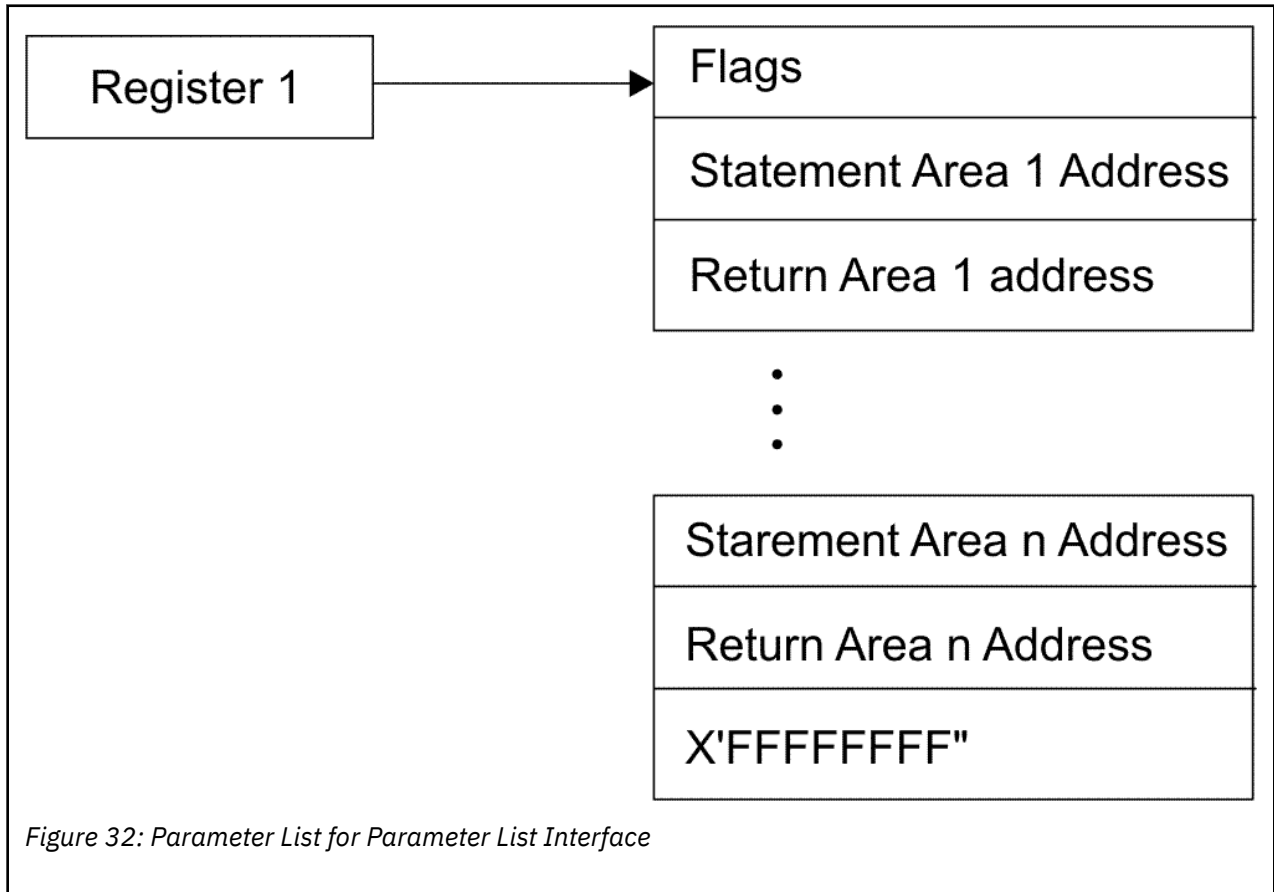 Register 1
Flags
Statement Area 1 Address
Return Area 1 address
Starement Area n Address
Return Area n Address
X'FFFFFFFF"
Figure 32: Parameter List for Parameter List Interface